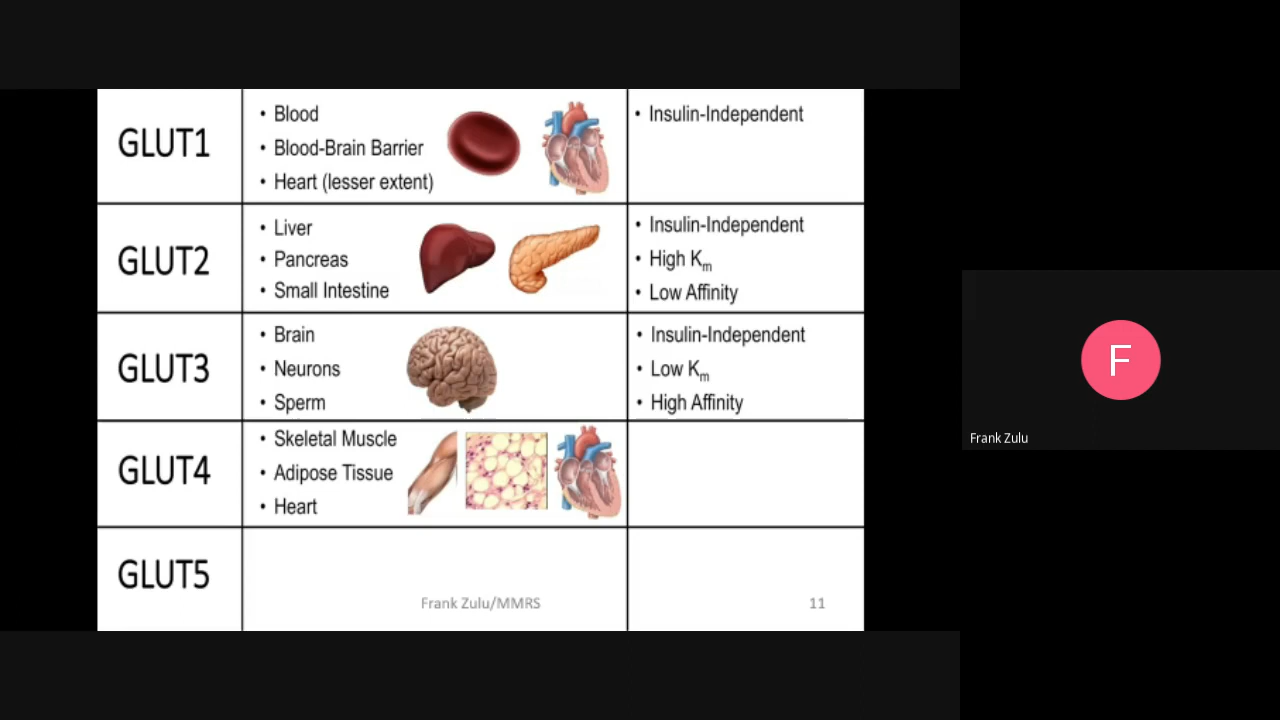 GLUT1
• Blood
• Blood-Brain Barrier
• Heart (lesser extent)
• Insulin-Independent
GLUT2
• Liver
• Pancreas
• Small Intestine
• Insulin-Independent
• High Km
• Low Affinity
GLUT3
• Brain
• Neurons
• Sperm
• Insulin-Independent
• Low Km
• High Affinity
GLUT4
• Skeletal Muscle
• Adipose Tissue
• Heart
GLUT5
Frank Zulu/MMRS
11
F
Frank Zulu